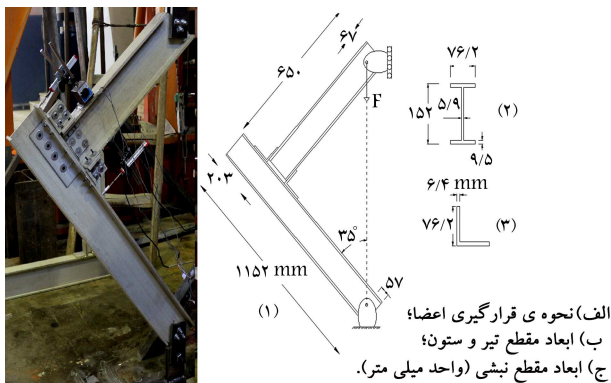 ۶۷
۶۵۰
F
۲۰۳
۳۵°
۱۱۵۲ mm
۵۷
(۱)
۷۶/۲
۱۵۲
۵/۹
(۲)
۹/۵
۶/۴ mm
۷۶/۲
(۳)
الف) نحوه ی قرارگیری اعضا؛
ب) ابعاد مقطع تیر و ستون؛
ج) ابعاد مقطع نبشی (واحد میلی متر).